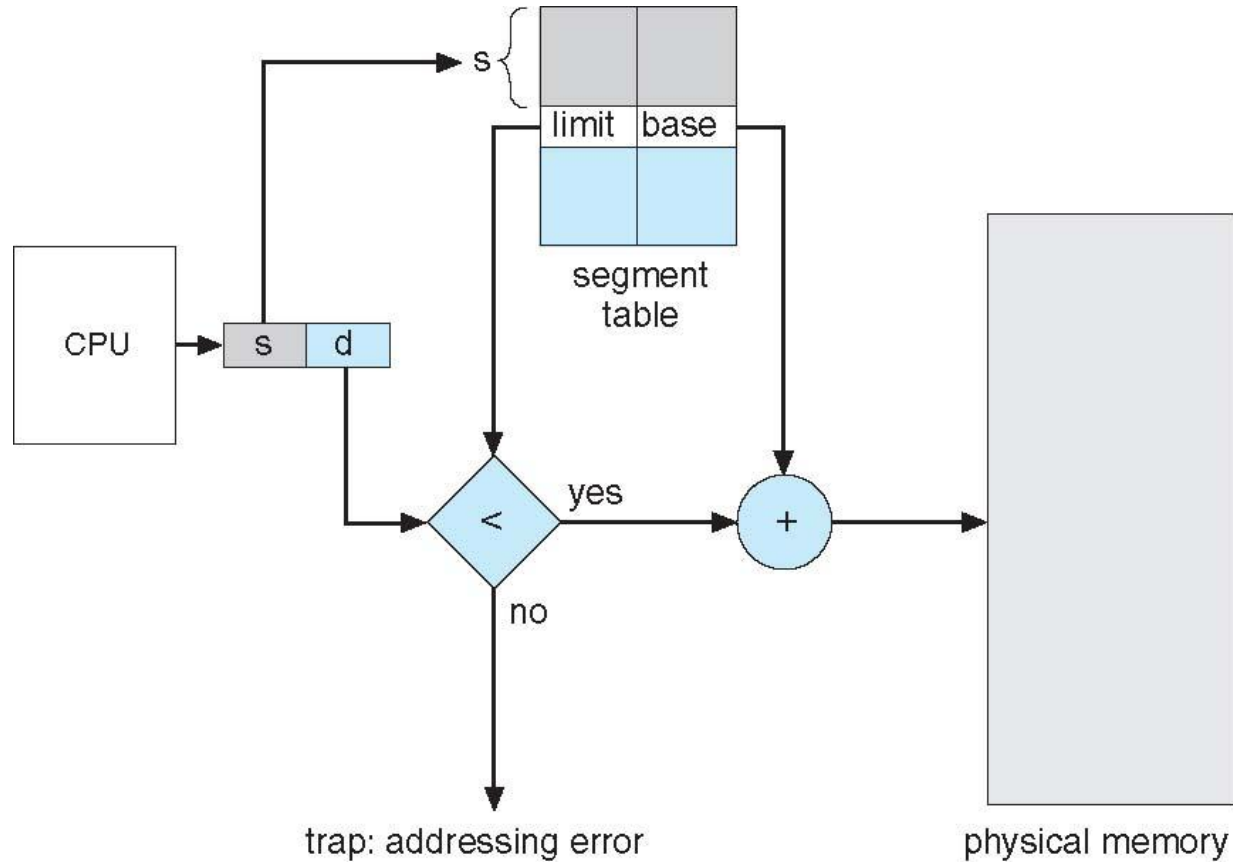 s
limit base
segment
table
CPU
s d
<
yes
+
no
trap: addressing error
physical memory